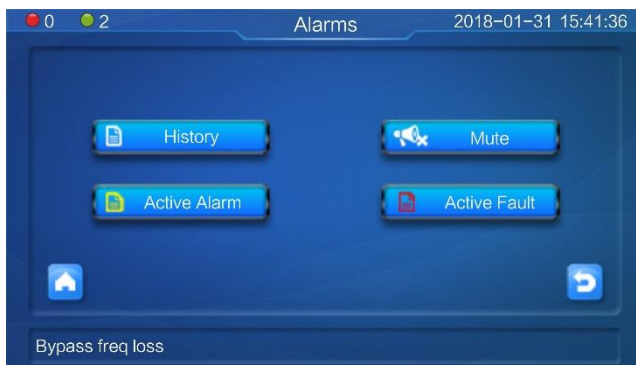 0 2 Alarms 2018-01-31 15:41:36
History Mute
Active Alarm Active Fault
Bypass freq loss